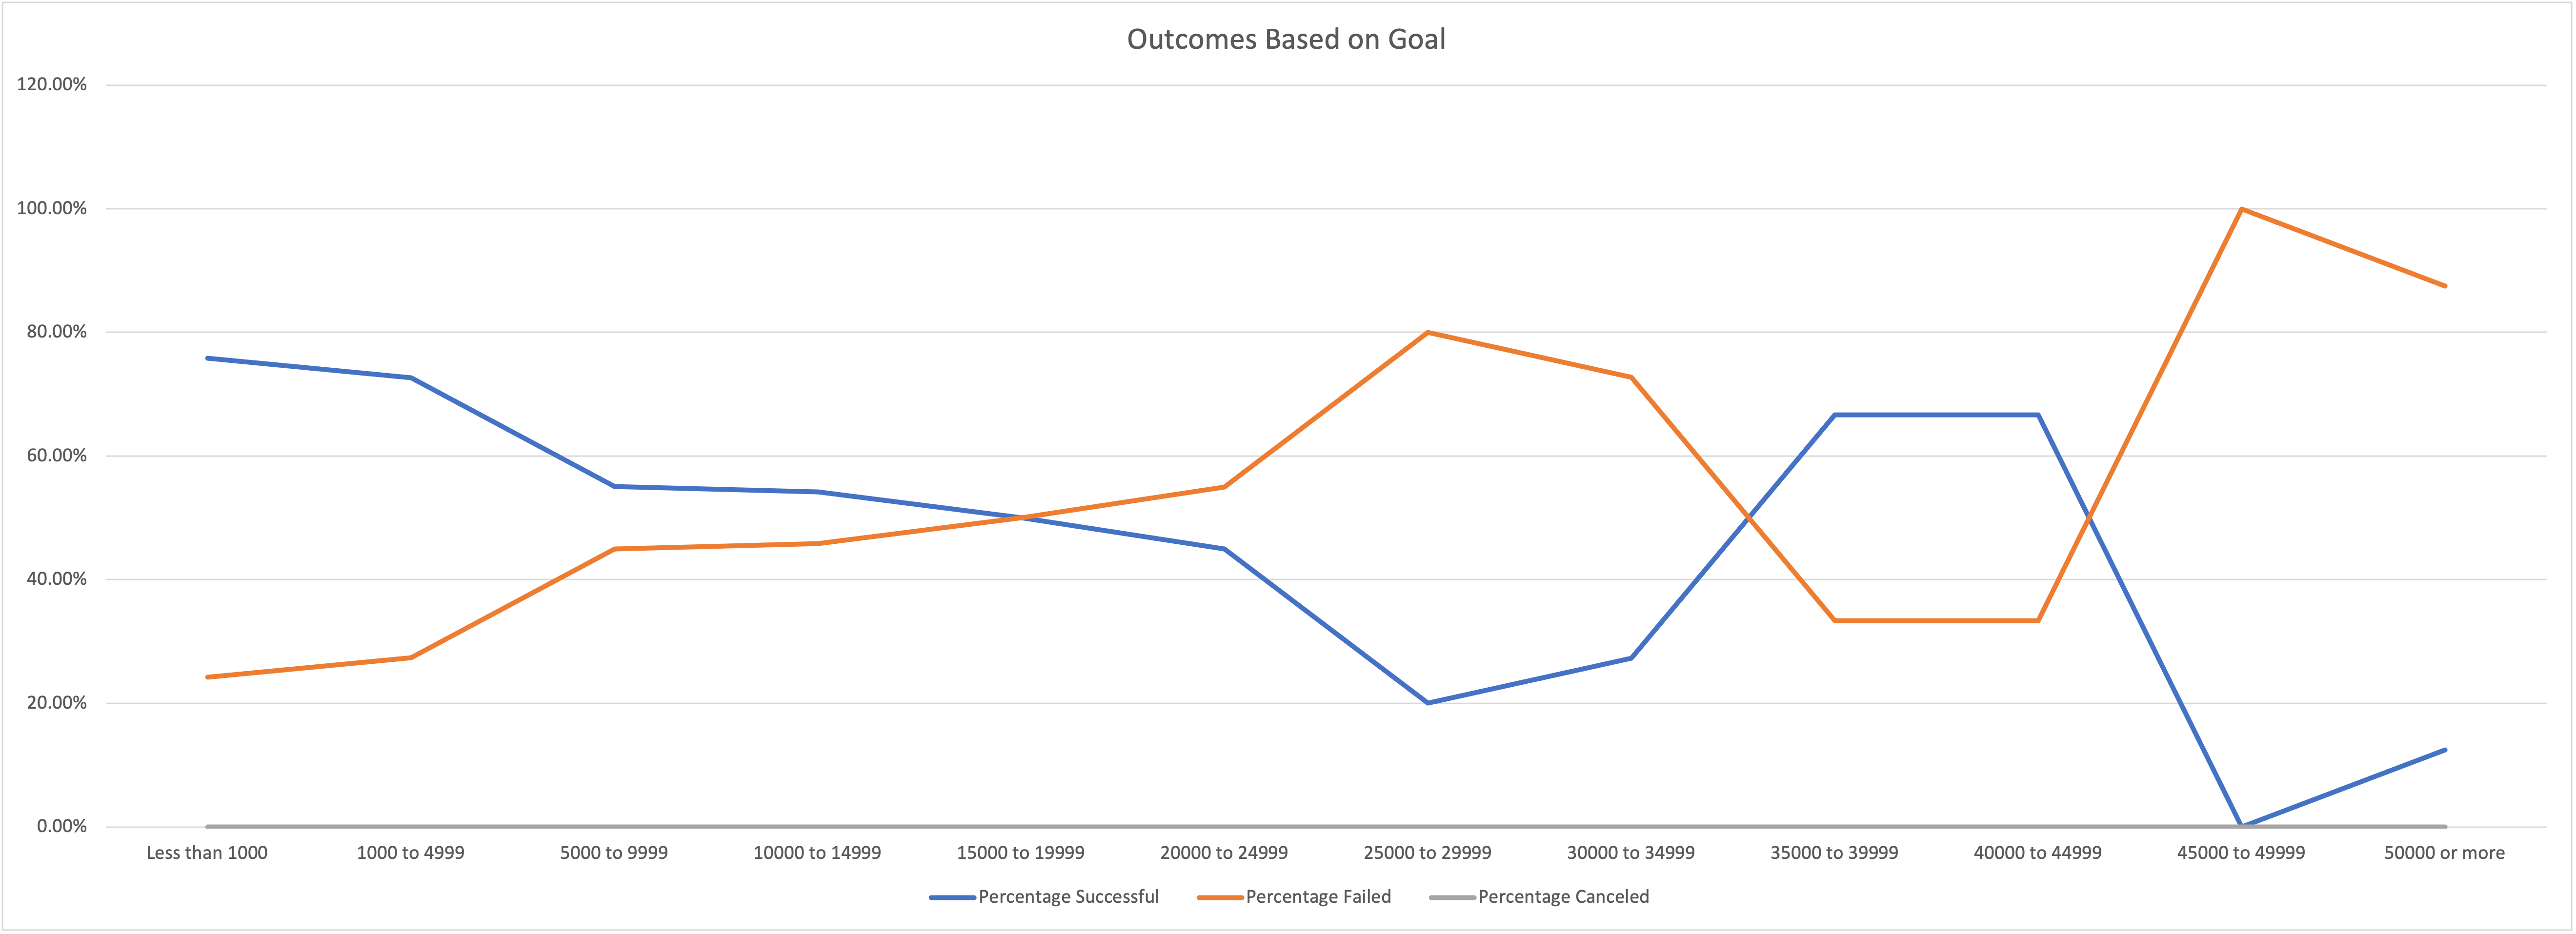 Outcomes Based on Goal
120.00%
100.00%
80.00%
60.00%
40.00%
20.00%
0.00%
Less than 1000 1000 to 4999 5000 to 9999 10000 to 14999 15000 to 19999 20000 to 24999 25000 to 29999 30000 to 34999 35000 to 39999 40000 to 44999 45000 to 49999 50000 or more
Percentage Successful Percentage Failed Percentage Canceled